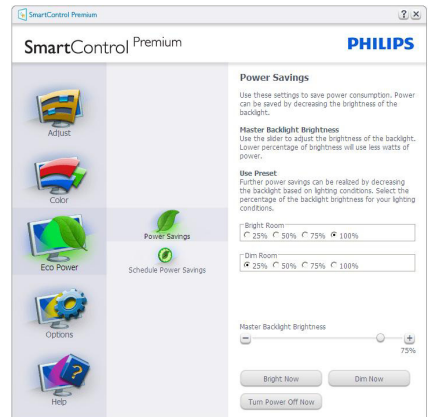 SmartControl Premium
SmartControl Premium
PHILIPS
Adjust
Color
Eco Power
Options
Help
Power Savings
Schedule Power Savings
Power Savings
Use these settings to save power consumption. Power
can be saved by decreasing the brightness of the
backlight.
Master Backlight Brightness
Use the slider to adjust the brightness of the backlight.
Lower percentage of brightness will use less watts of
power.
Use Preset
Further power savings can be realized by decreasing
the backlight based on lighting conditions. Select the
percentage of the backlight brightness for your lighting
conditions.
Bright Room
25% 50% 75% 100%
Dim Room
25% 50% 75% 100%
Master Backlight Brightness
75%
Bright Now Dim Now
Turn Power Off Now